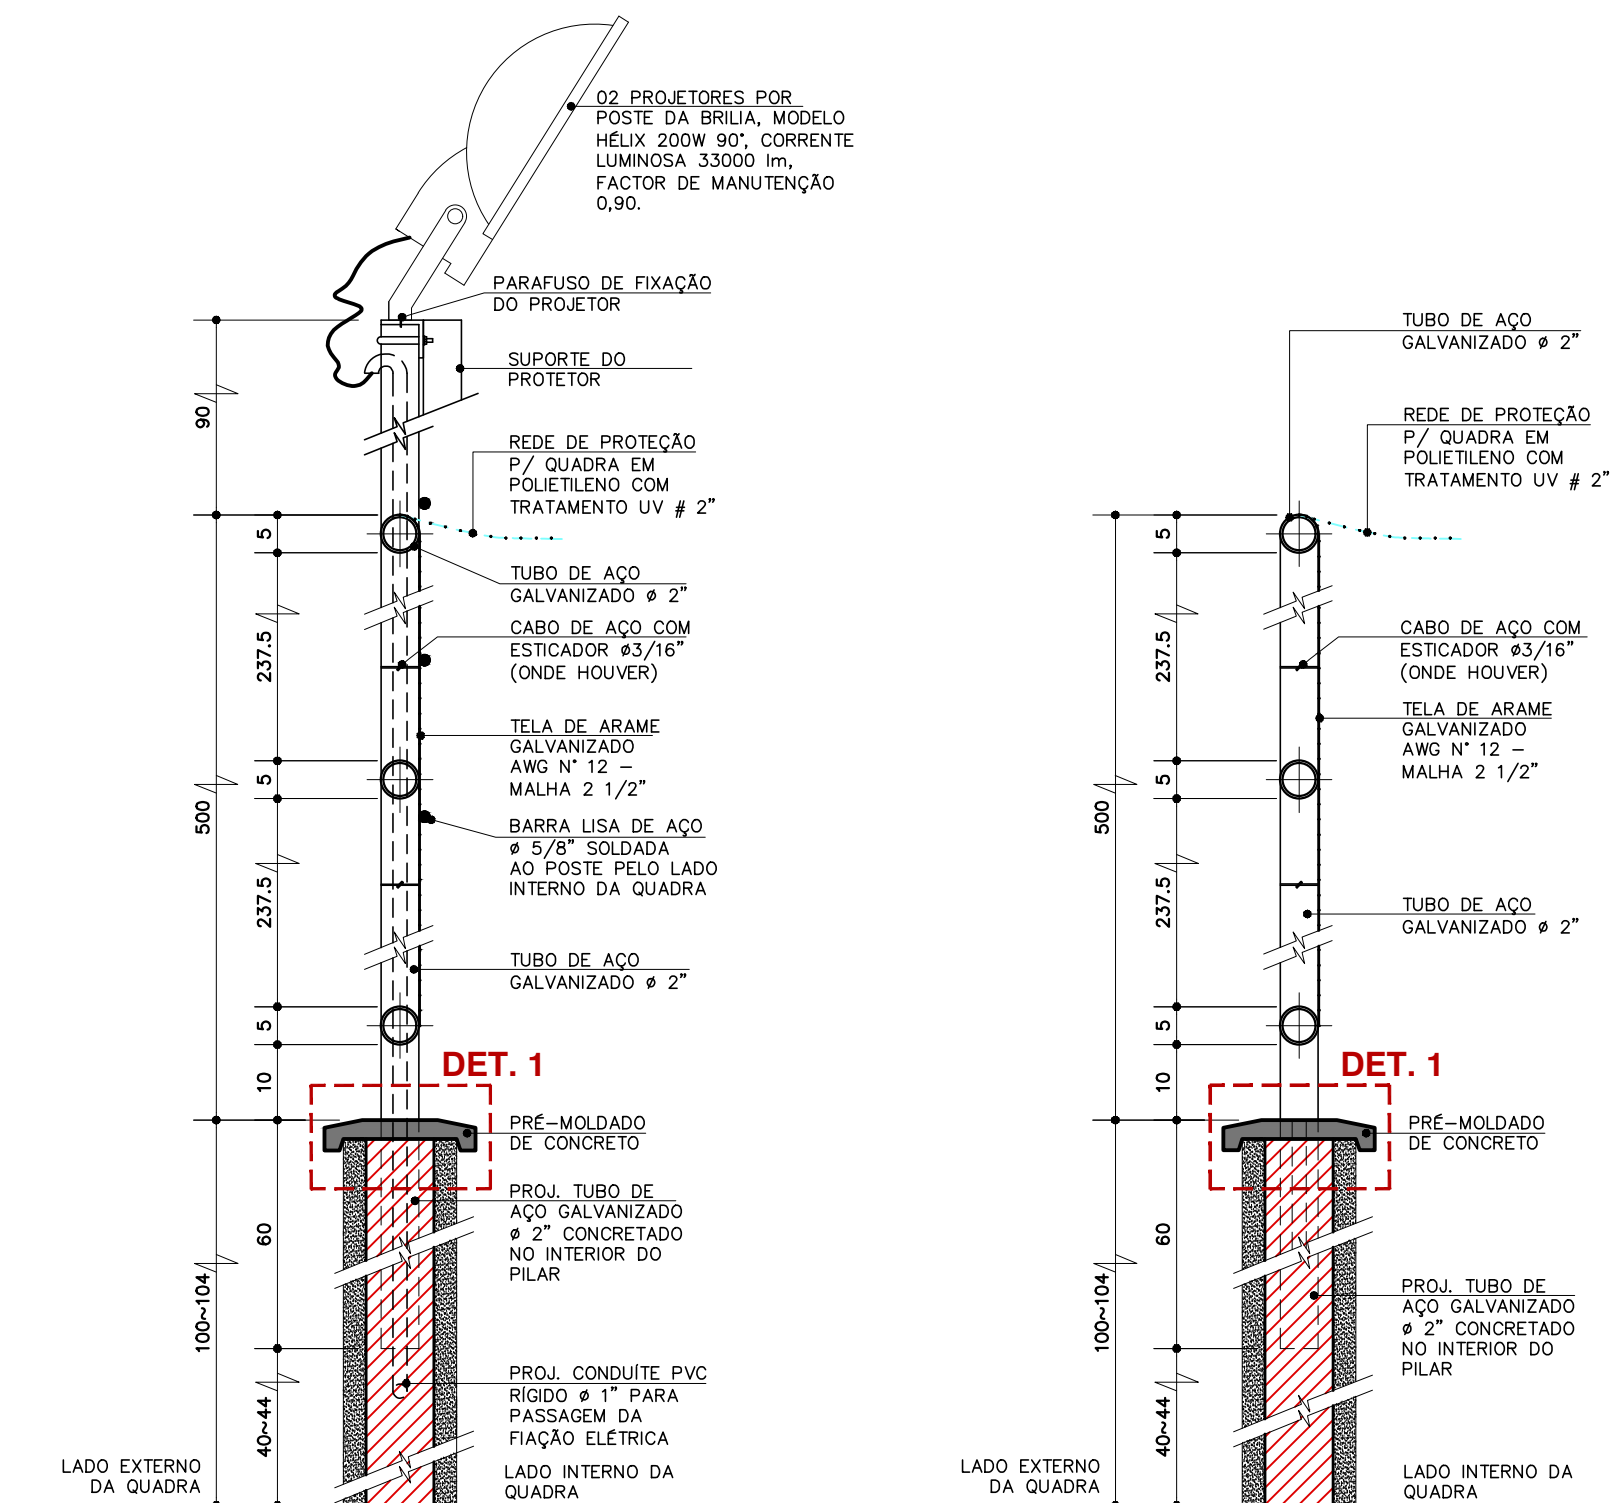 02 PROJETORES POR
POSTE DA BRILIA, MODELO
HÉLIX 200W 90°, CORRENTE
LUMINOSA 33000 lm,
FACTOR DE MANUTENÇÃO
0,90.
PARAFUSO DE FIXAÇÃO
DO PROJETOR
SUPORTE DO
PROTETOR
REDE DE PROTEÇÃO
P/ QUADRA EM
POLIETILENO COM
TRATAMENTO UV # 2"
TUBO DE AÇO
GALVANIZADO ø 2"
CABO DE AÇO COM
ESTICADOR ø3/16"
(ONDE HOUVER)
TELA DE ARAME
GALVANIZADO
AWG N° 12 –
MALHA 2 1/2"
BARRA LISA DE AÇO
ø 5/8" SOLDADA
AO POSTE PELO LADO
INTERNO DA QUADRA
TUBO DE AÇO
GALVANIZADO ø 2"
DET. 1
PRÉ–MOLDADO
DE CONCRETO
PROJ. TUBO DE
AÇO GALVANIZADO
ø 2" CONCRETADO
NO INTERIOR DO
PILAR
PROJ. CONDUÍTE PVC
RÍGIDO ø 1" PARA
PASSAGEM DA
FIAÇÃO ELÉTRICA
LADO INTERNO DA
QUADRA
LADO EXTERNO
DA QUADRA
90
500
100~104
5
237.5
5
237.5
5
10
60
40~44
TUBO DE AÇO
GALVANIZADO ø 2"
REDE DE PROTEÇÃO
P/ QUADRA EM
POLIETILENO COM
TRATAMENTO UV # 2"
CABO DE AÇO COM
ESTICADOR ø3/16"
(ONDE HOUVER)
TELA DE ARAME
GALVANIZADO
AWG N° 12 –
MALHA 2 1/2"
TUBO DE AÇO
GALVANIZADO ø 2"
DET. 1
PRÉ–MOLDADO
DE CONCRETO
PROJ. TUBO DE
AÇO GALVANIZADO
ø 2" CONCRETADO
NO INTERIOR DO
PILAR
LADO INTERNO DA
QUADRA
LADO EXTERNO
DA QUADRA
500
100~104
5
237.5
5
237.5
5
10
60
40~44